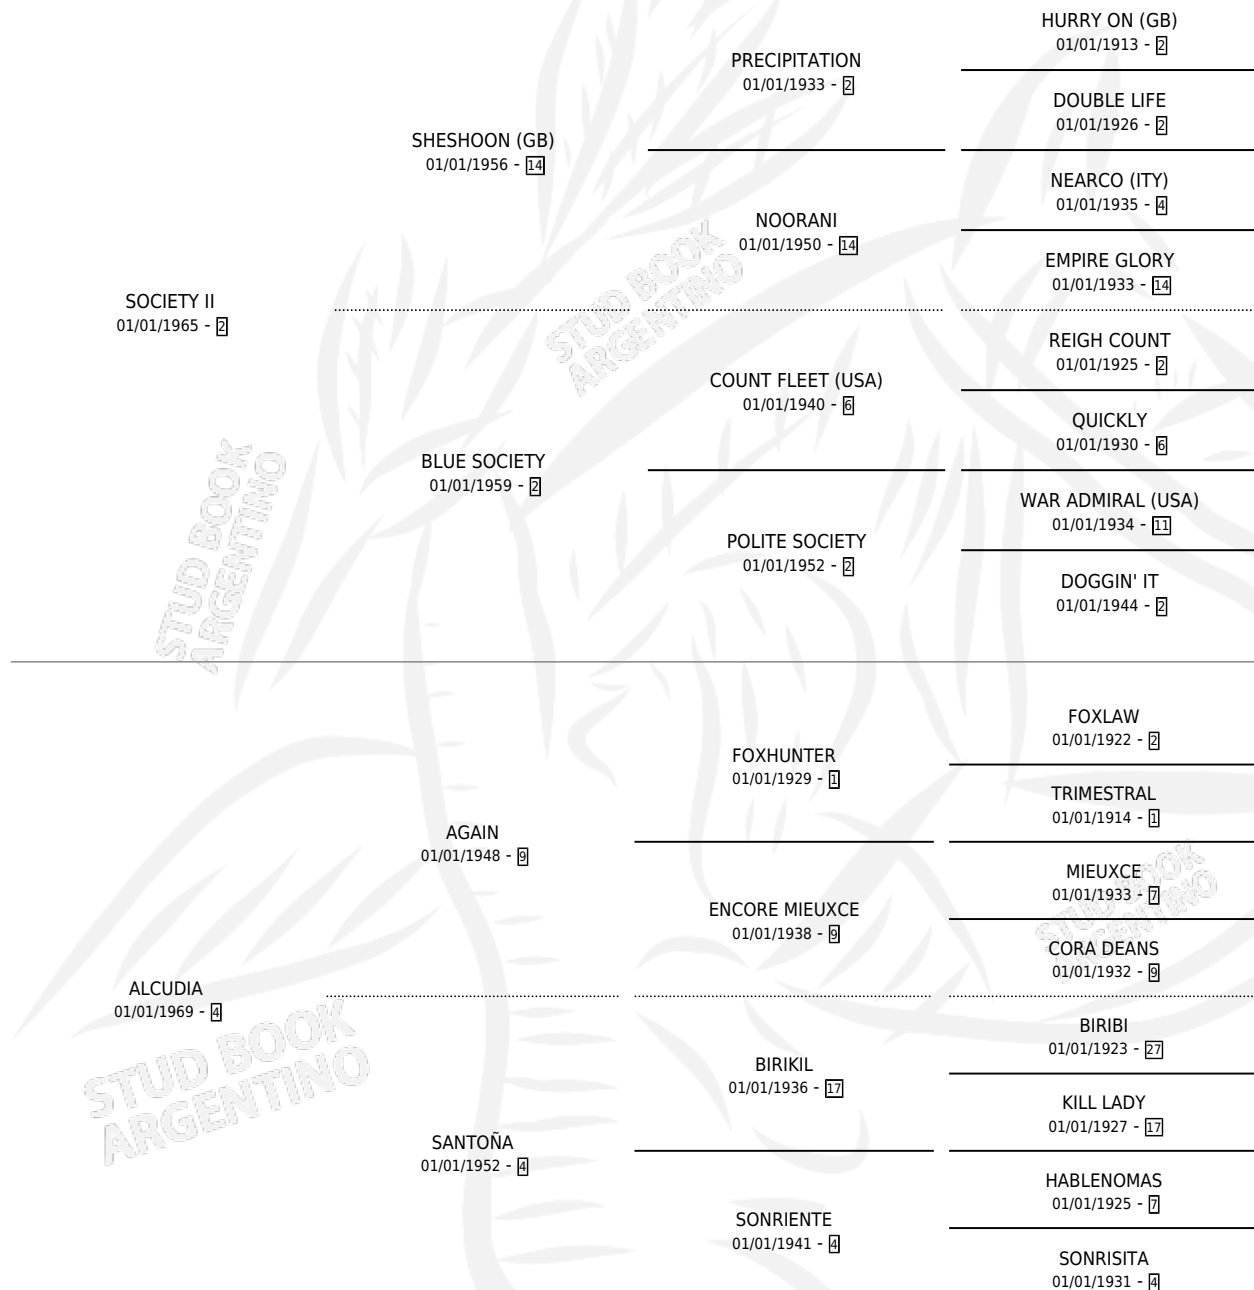 HURRY ON (GB)
01/01/1913 - 2
PRECIPITATION
01/01/1933 - 2
DOUBLE LIFE
01/01/1926 - 2
SHESHOON (GB)
01/01/1956 - 14
NEARCO (ITY)
01/01/1935 - 4
NOORANI
01/01/1950 - 14
EMPIRE GLORY
01/01/1933 - 14
SOCIETY II
01/01/1965 - 2
STUD BOOK
ARGENTINO
REIGH COUNT
01/01/1925 - 2
COUNT FLEET (USA)
01/01/1940 - 6
QUICKLY
01/01/1930 - 6
BLUE SOCIETY
01/01/1959 - 2
WAR ADMIRAL (USA)
01/01/1934 - 11
POLITE SOCIETY
01/01/1952 - 2
DOGGIN' IT
01/01/1944 - 2
STUD BOOK
ARGENTINO
FOXLAW
01/01/1922 - 2
FOXHUNTER
01/01/1929 - 1
TRIMESTRAL
01/01/1914 - 1
AGAIN
01/01/1948 - 9
MIEUXCE
01/01/1933 - 7
ENCORE MIEUXCE
01/01/1938 - 9
CORA DEANS
01/01/1932 - 9
STUD BOOK
ARGENTINO
ALCUDIA
01/01/1969 - 4
STUD BOOK
ARGENTINO
BIRIBI
01/01/1923 - 27
BIRIKIL
01/01/1936 - 17
KILL LADY
01/01/1927 - 17
SANTOÑA
01/01/1952 - 4
HABLENOMAS
01/01/1925 - 7
SONRIENTE
01/01/1941 - 4
SONRISITA
01/01/1931 - 4